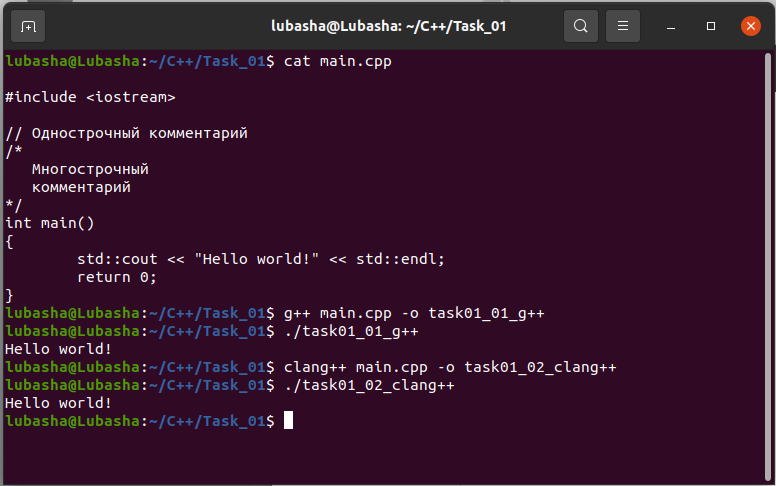 lubasha@Lubasha: ~/C++/Task_01
lubasha@Lubasha:~/C++/Task_01$ cat main.cpp
#include <iostream>
// Однострочный комментарий
/*
   Многострочный
   комментарий
*/
int main()
{
        std::cout << "Hello world!" << std::endl;
        return 0;
}
lubasha@Lubasha:~/C++/Task_01$ g++ main.cpp -o task01_01_g++
lubasha@Lubasha:~/C++/Task_01$ ./task01_01_g++
Hello world!
lubasha@Lubasha:~/C++/Task_01$ clang++ main.cpp -o task01_02_clang++
lubasha@Lubasha:~/C++/Task_01$ ./task01_02_clang++
Hello world!
lubasha@Lubasha:~/C++/Task_01$